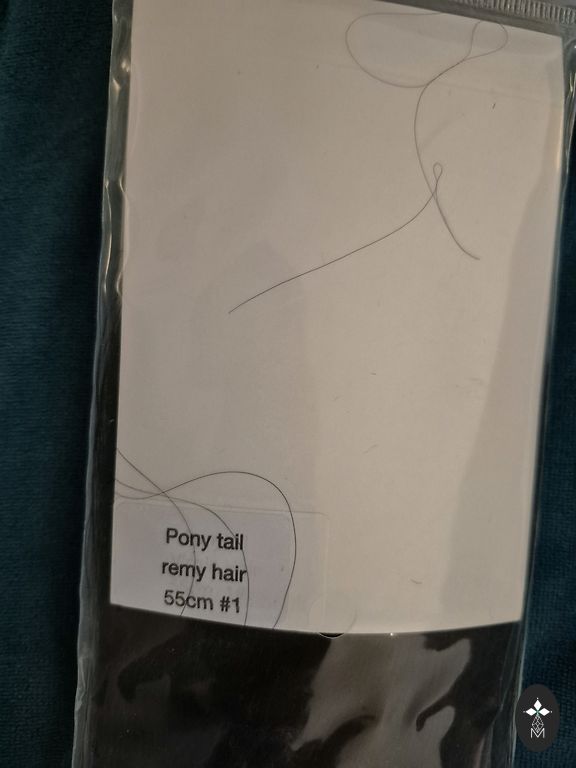 Pony tail
remy hair
55cm #1